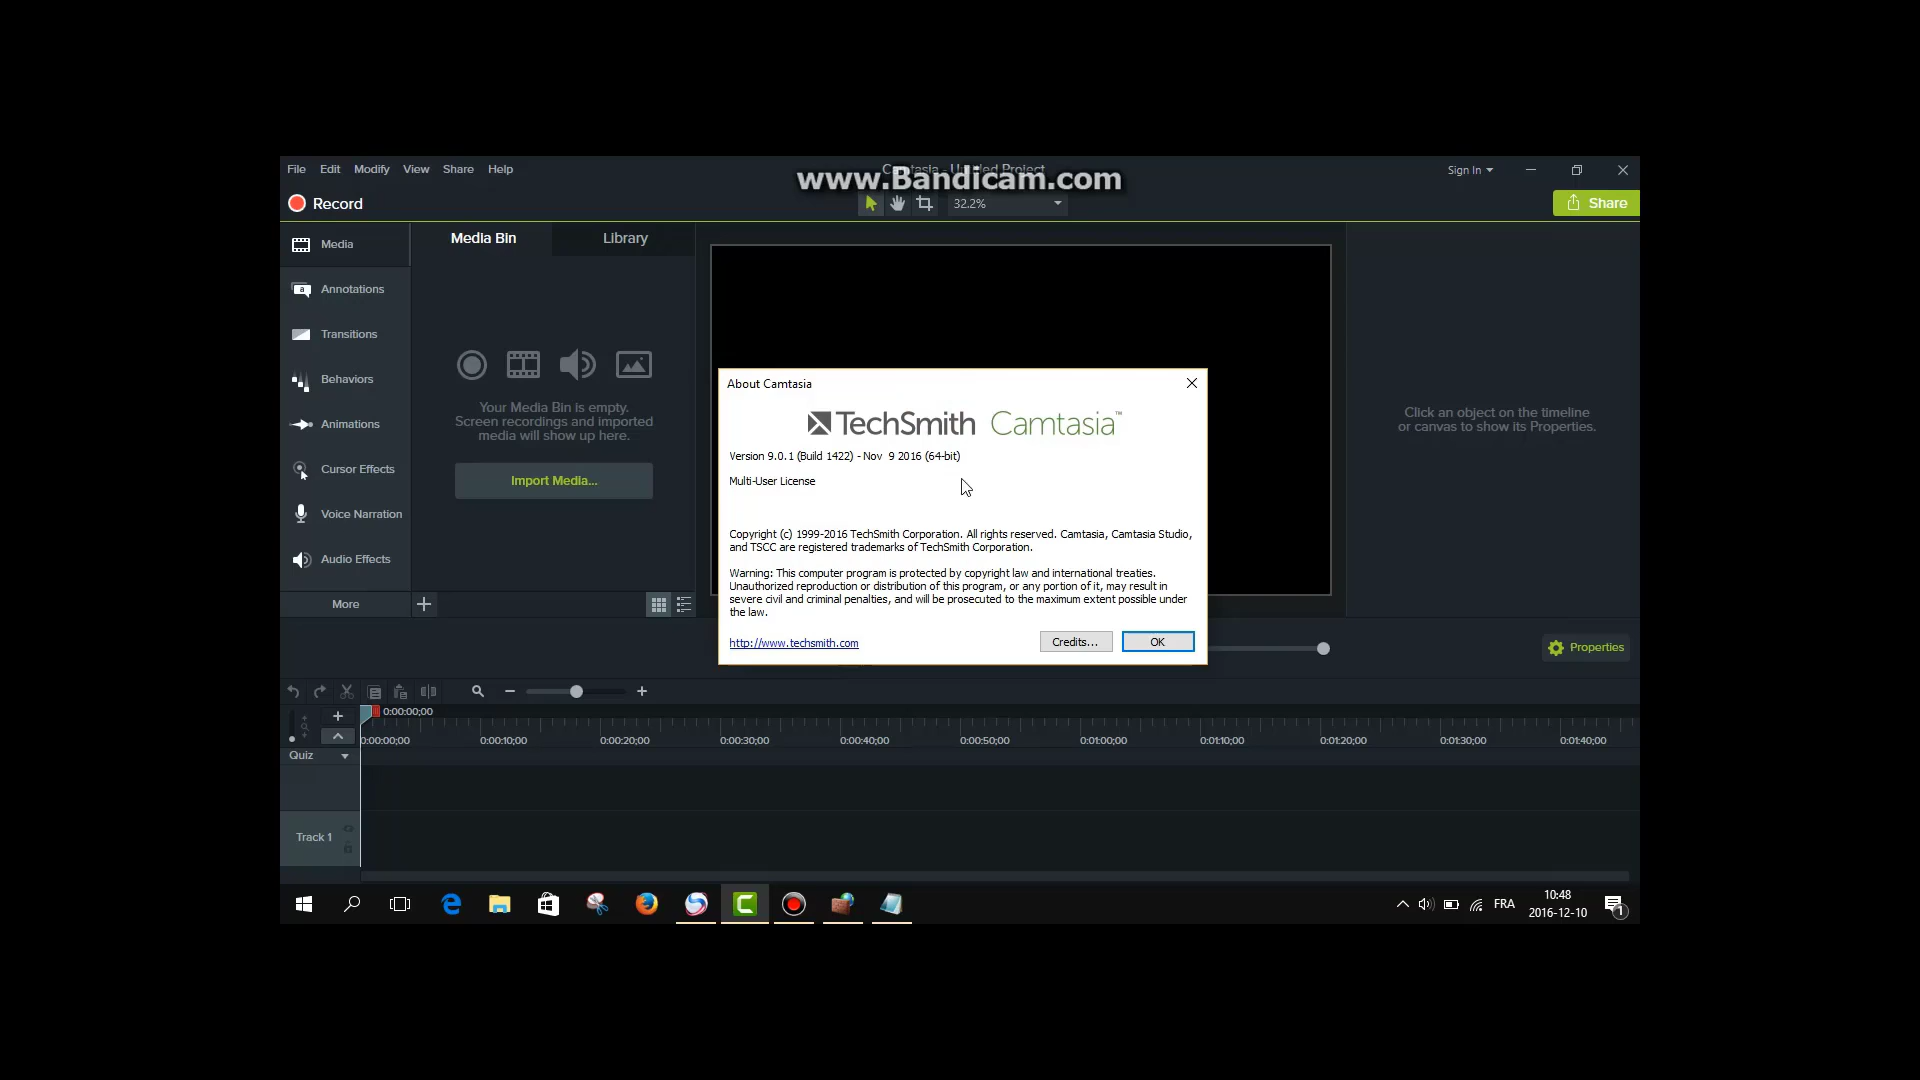 File Edit Modify View Share Help
www.Bandicam.com
Sign In
Record
32.2%
Share
Media
Media Bin
Library
Annotations
Transitions
Behaviors
Animations
Cursor Effects
Voice Narration
Audio Effects
More
Your Media Bin is empty.
Screen recordings and imported
media will show up here.
Import Media...
Click an object on the timeline
or canvas to show its Properties.
About Camtasia
TechSmith Camtasia™
Version 9.0.1 (Build 1422) - Nov 9 2016 (64-bit)
Multi-User License
Copyright (c) 1999-2016 TechSmith Corporation. All rights reserved. Camtasia, Camtasia Studio,
and TSCC are registered trademarks of TechSmith Corporation.
Warning: This computer program is protected by copyright law and international treaties.
Unauthorized reproduction or distribution of this program, or any portion of it, may result in
severe civil and criminal penalties, and will be prosecuted to the maximum extent possible under
the law.
http://www.techsmith.com
Credits...
OK
Properties
0:00:00;00
0:00:00;00 0:00:10;00 0:00:20;00 0:00:30;00 0:00:40;00 0:00:50;00 0:01:00;00 0:01:10;00 0:01:20;00 0:01:30;00 0:01:40;00
Quiz
Track 1
FRA
10:48
2016-12-10
1